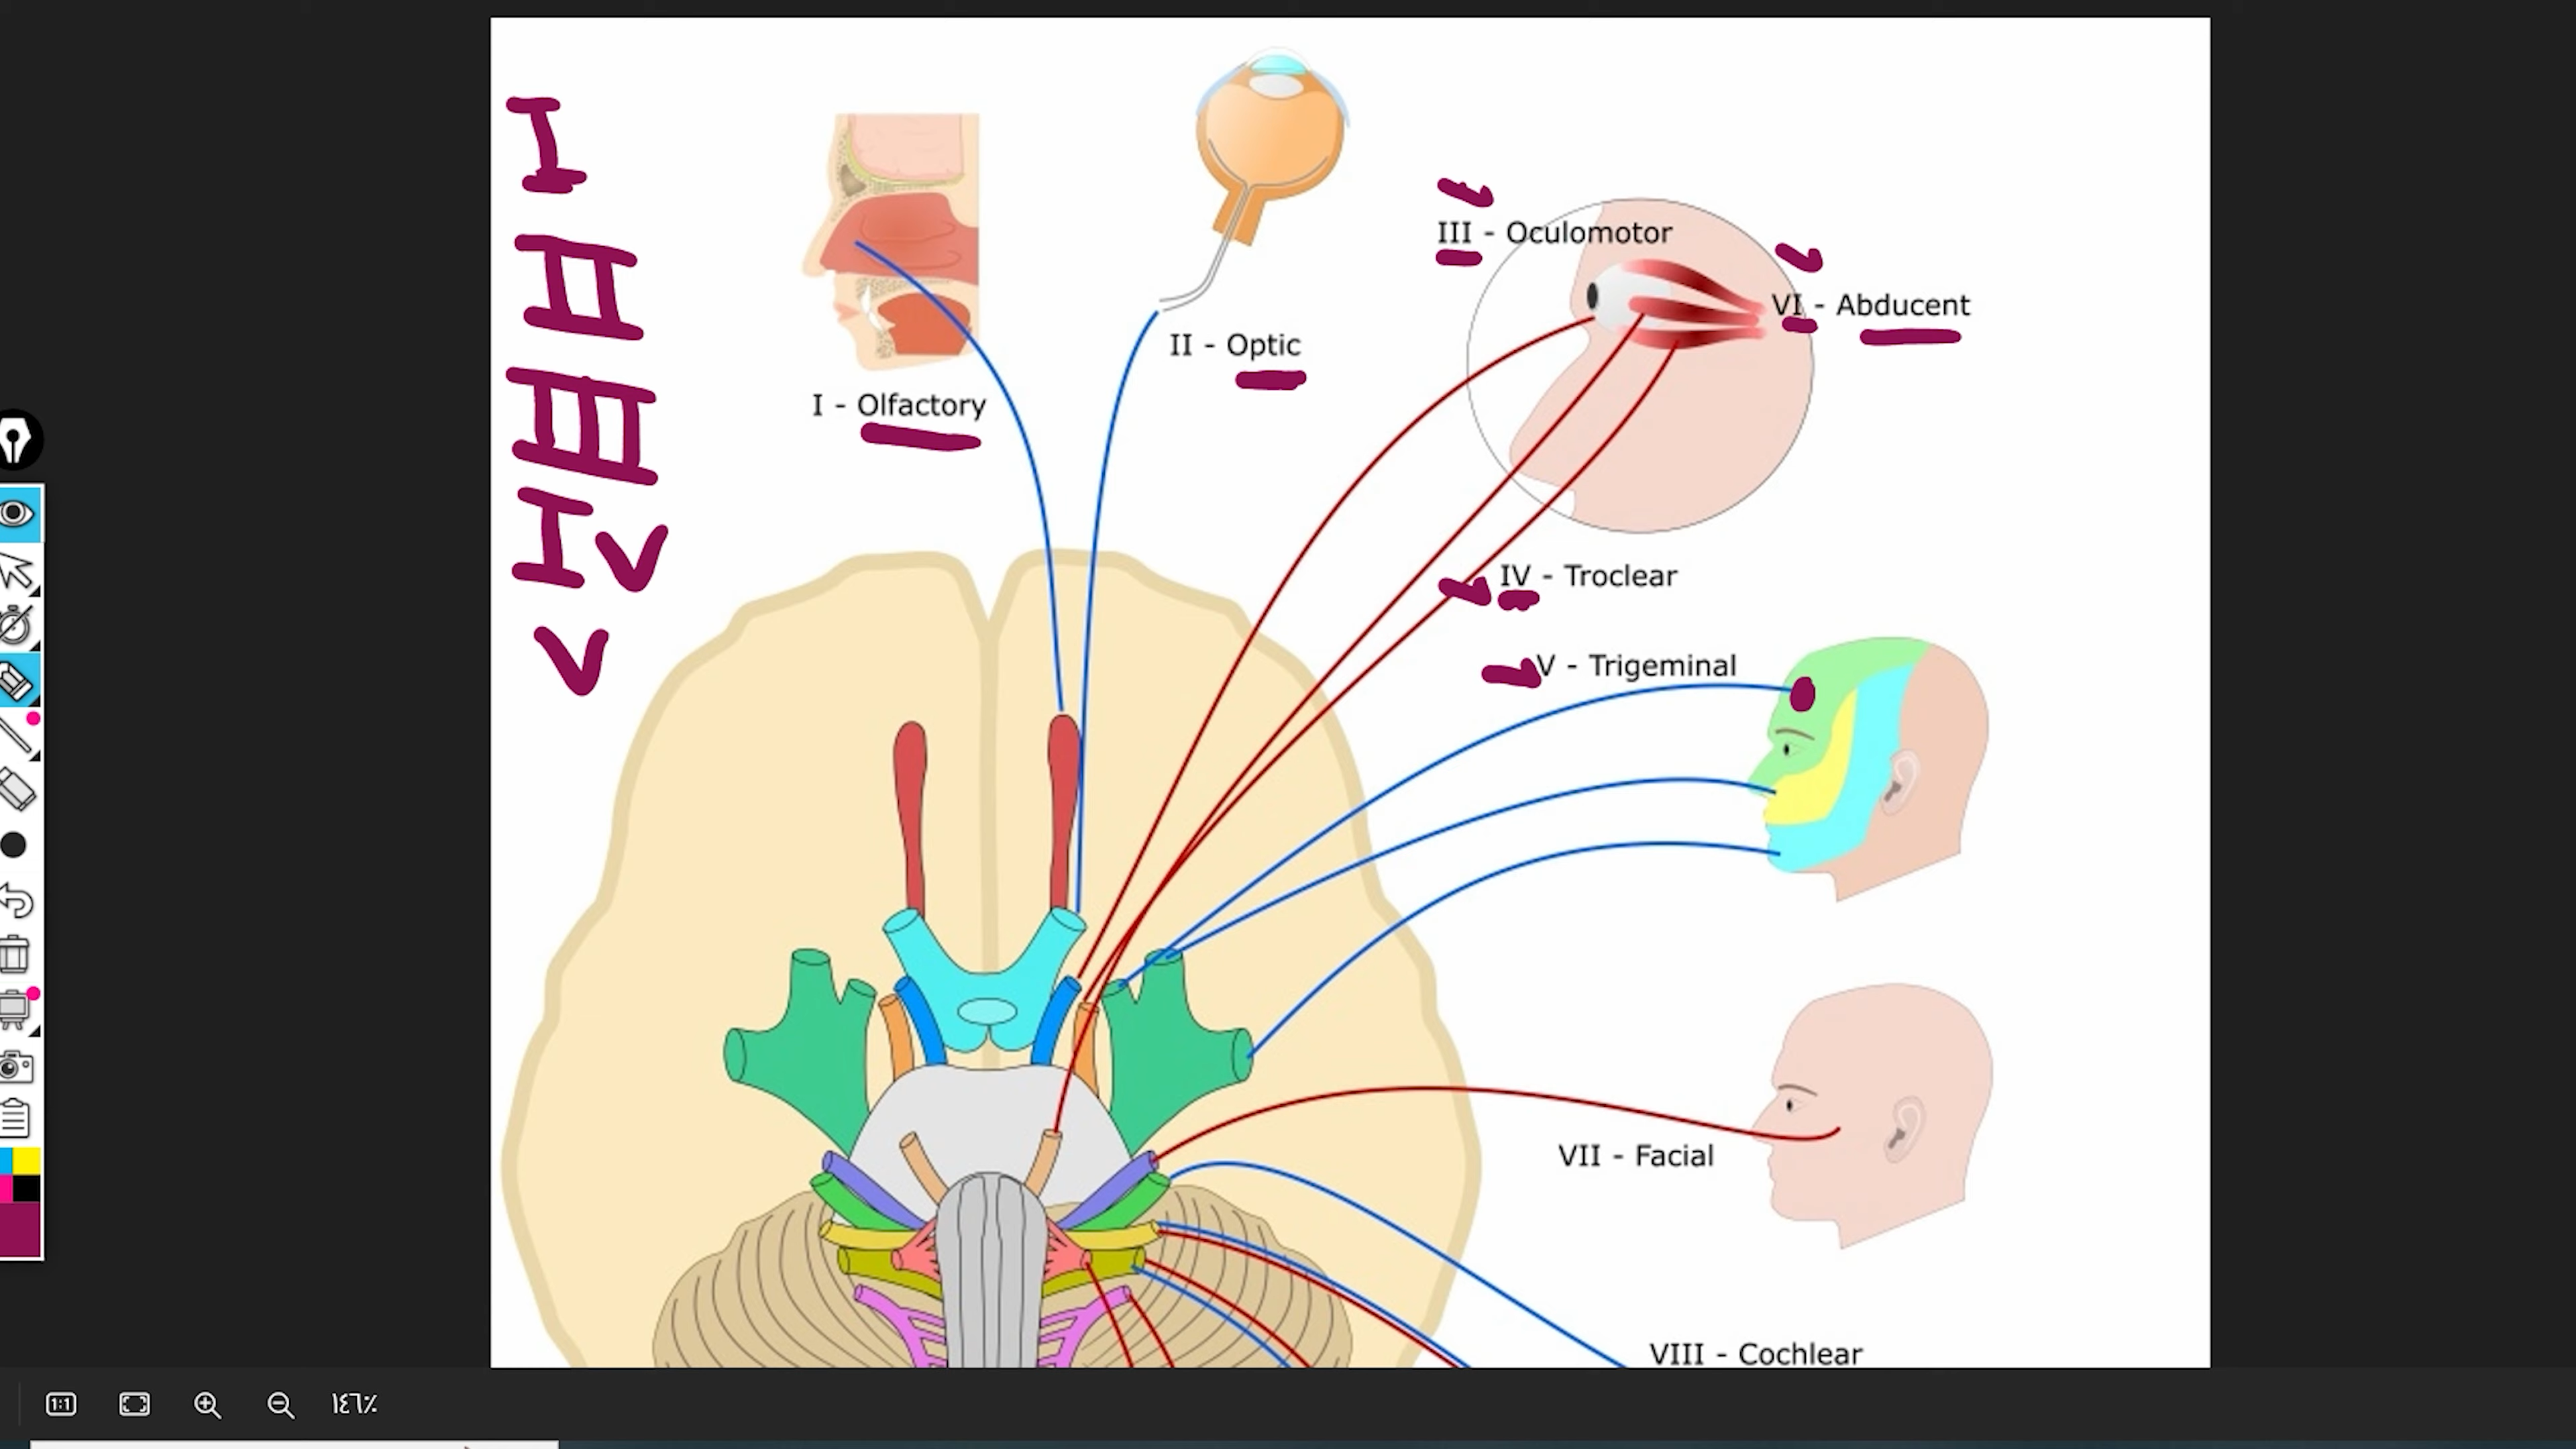 I
II
III
IV
V
III - Oculomotor
VI - Abducent
II - Optic
I - Olfactory
IV - Troclear
V - Trigeminal
VII - Facial
VIII - Cochlear
1:1
١٤٦٪